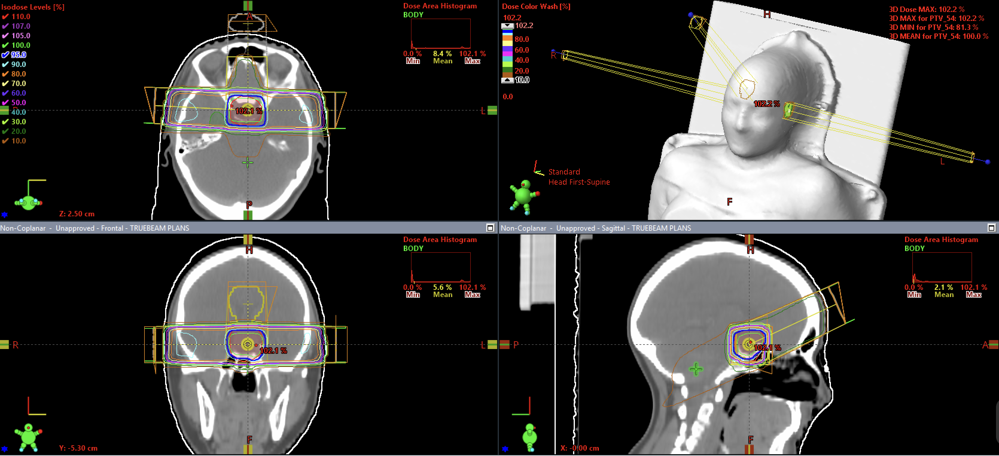 Isodose Levels [%]
110.0
107.0
105.0
100.0
95.0
90.0
80.0
70.0
60.0
50.0
40.0
30.0
20.0
10.0
A
Dose Area Histogram
BODY
0.0 % 8.4 % 102.1 %
Min Mean Max
102.1 %
L
P
Z: 2.50 cm
Dose Color Wash [%]
102.2
102.2
80.0
60.0
40.0
20.0
10.0
0.0
H
3D Dose MAX: 102.2 %
3D MAX for PTV_54: 102.2 %
3D MIN for PTV_54: 81.3 %
3D MEAN for PTV_54: 100.0 %
R
102.2 %
L
Standard
Head First-Supine
F
Non-Coplanar - Unapproved - Frontal - TRUEBEAM PLANS
H
Dose Area Histogram
BODY
0.0 % 5.6 % 102.1 %
Min Mean Max
R
102.1 %
L
F
Y: -5.30 cm
Non-Coplanar - Unapproved - Sagittal - TRUEBEAM PLANS
H
Dose Area Histogram
BODY
0.0 % 2.1 % 102.1 %
Min Mean Max
P
102.1 %
A
F
X: -0.00 cm